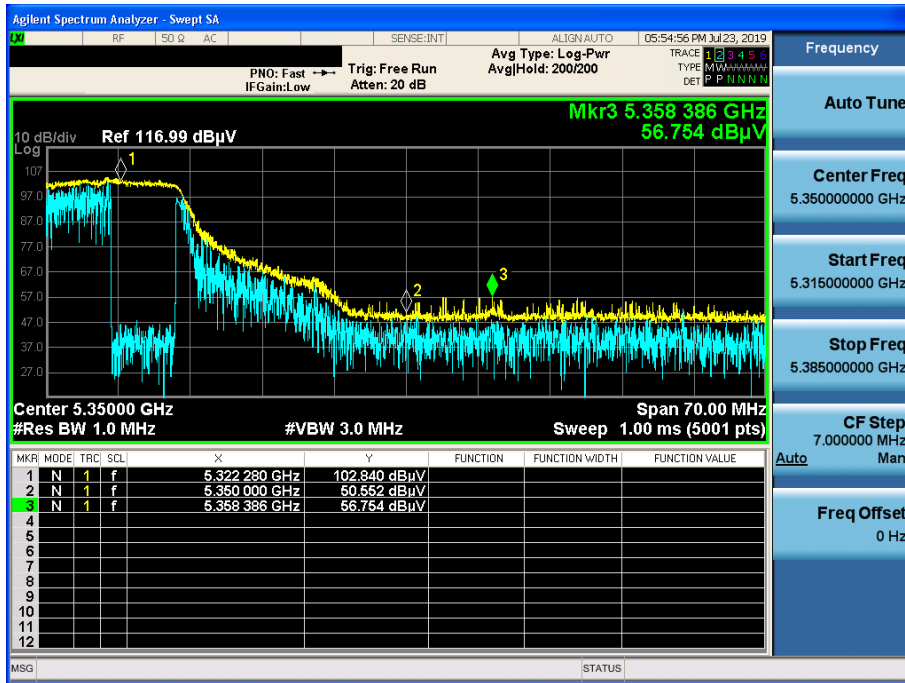 Agilent Spectrum Analyzer - Swept SA
LXI RF 50 Ω AC SENSE:INT ALIGN AUTO 05:54:56 PM Jul 23, 2019
PNO: Fast IFGain:Low Trig: Free Run Atten: 20 dB Avg Type: Log-Pwr Avg|Hold: 200/200
TRACE 1 2 3 4 5 6
TYPE M W W W W W
DET P P N N N N
Mkr3 5.358 386 GHz
56.754 dBµV
10 dB/div Ref 116.99 dBµV
Log
107
97.0
87.0
77.0
67.0
57.0
47.0
37.0
27.0
1
2
3
Center 5.35000 GHz Span 70.00 MHz
#Res BW 1.0 MHz #VBW 3.0 MHz Sweep 1.00 ms (5001 pts)
MKR MODE TRC SCL X Y FUNCTION FUNCTION WIDTH FUNCTION VALUE
1 N 1 f 5.322 280 GHz 102.840 dBµV
2 N 1 f 5.350 000 GHz 50.552 dBµV
3 N 1 f 5.358 386 GHz 56.754 dBµV
4
5
6
7
8
9
10
11
12
MSG STATUS
Frequency
Auto Tune
Center Freq
5.350000000 GHz
Start Freq
5.315000000 GHz
Stop Freq
5.385000000 GHz
CF Step
7.000000 MHz
Auto Man
Freq Offset
0 Hz